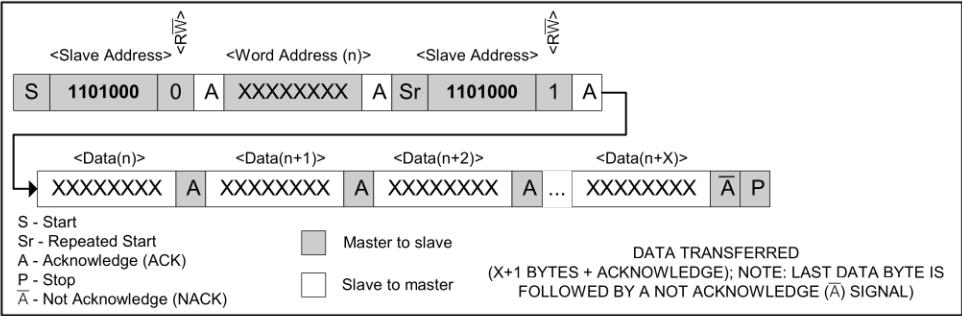 <RW̅>
<RW̅>
<Slave Address> <Word Address (n)> <Slave Address>
S 1101000 0 A XXXXXXXX A Sr 1101000 1 A
<Data(n)> <Data(n+1)> <Data(n+2)> <Data(n+X)>
XXXXXXXX A XXXXXXXX A XXXXXXXX A ... XXXXXXXX A̅ P
S - Start
Sr - Repeated Start
A - Acknowledge (ACK)
P - Stop
A̅ - Not Acknowledge (NACK)
Master to slave
Slave to master
DATA TRANSFERRED
(X+1 BYTES + ACKNOWLEDGE); NOTE: LAST DATA BYTE IS
FOLLOWED BY A NOT ACKNOWLEDGE (A̅) SIGNAL)